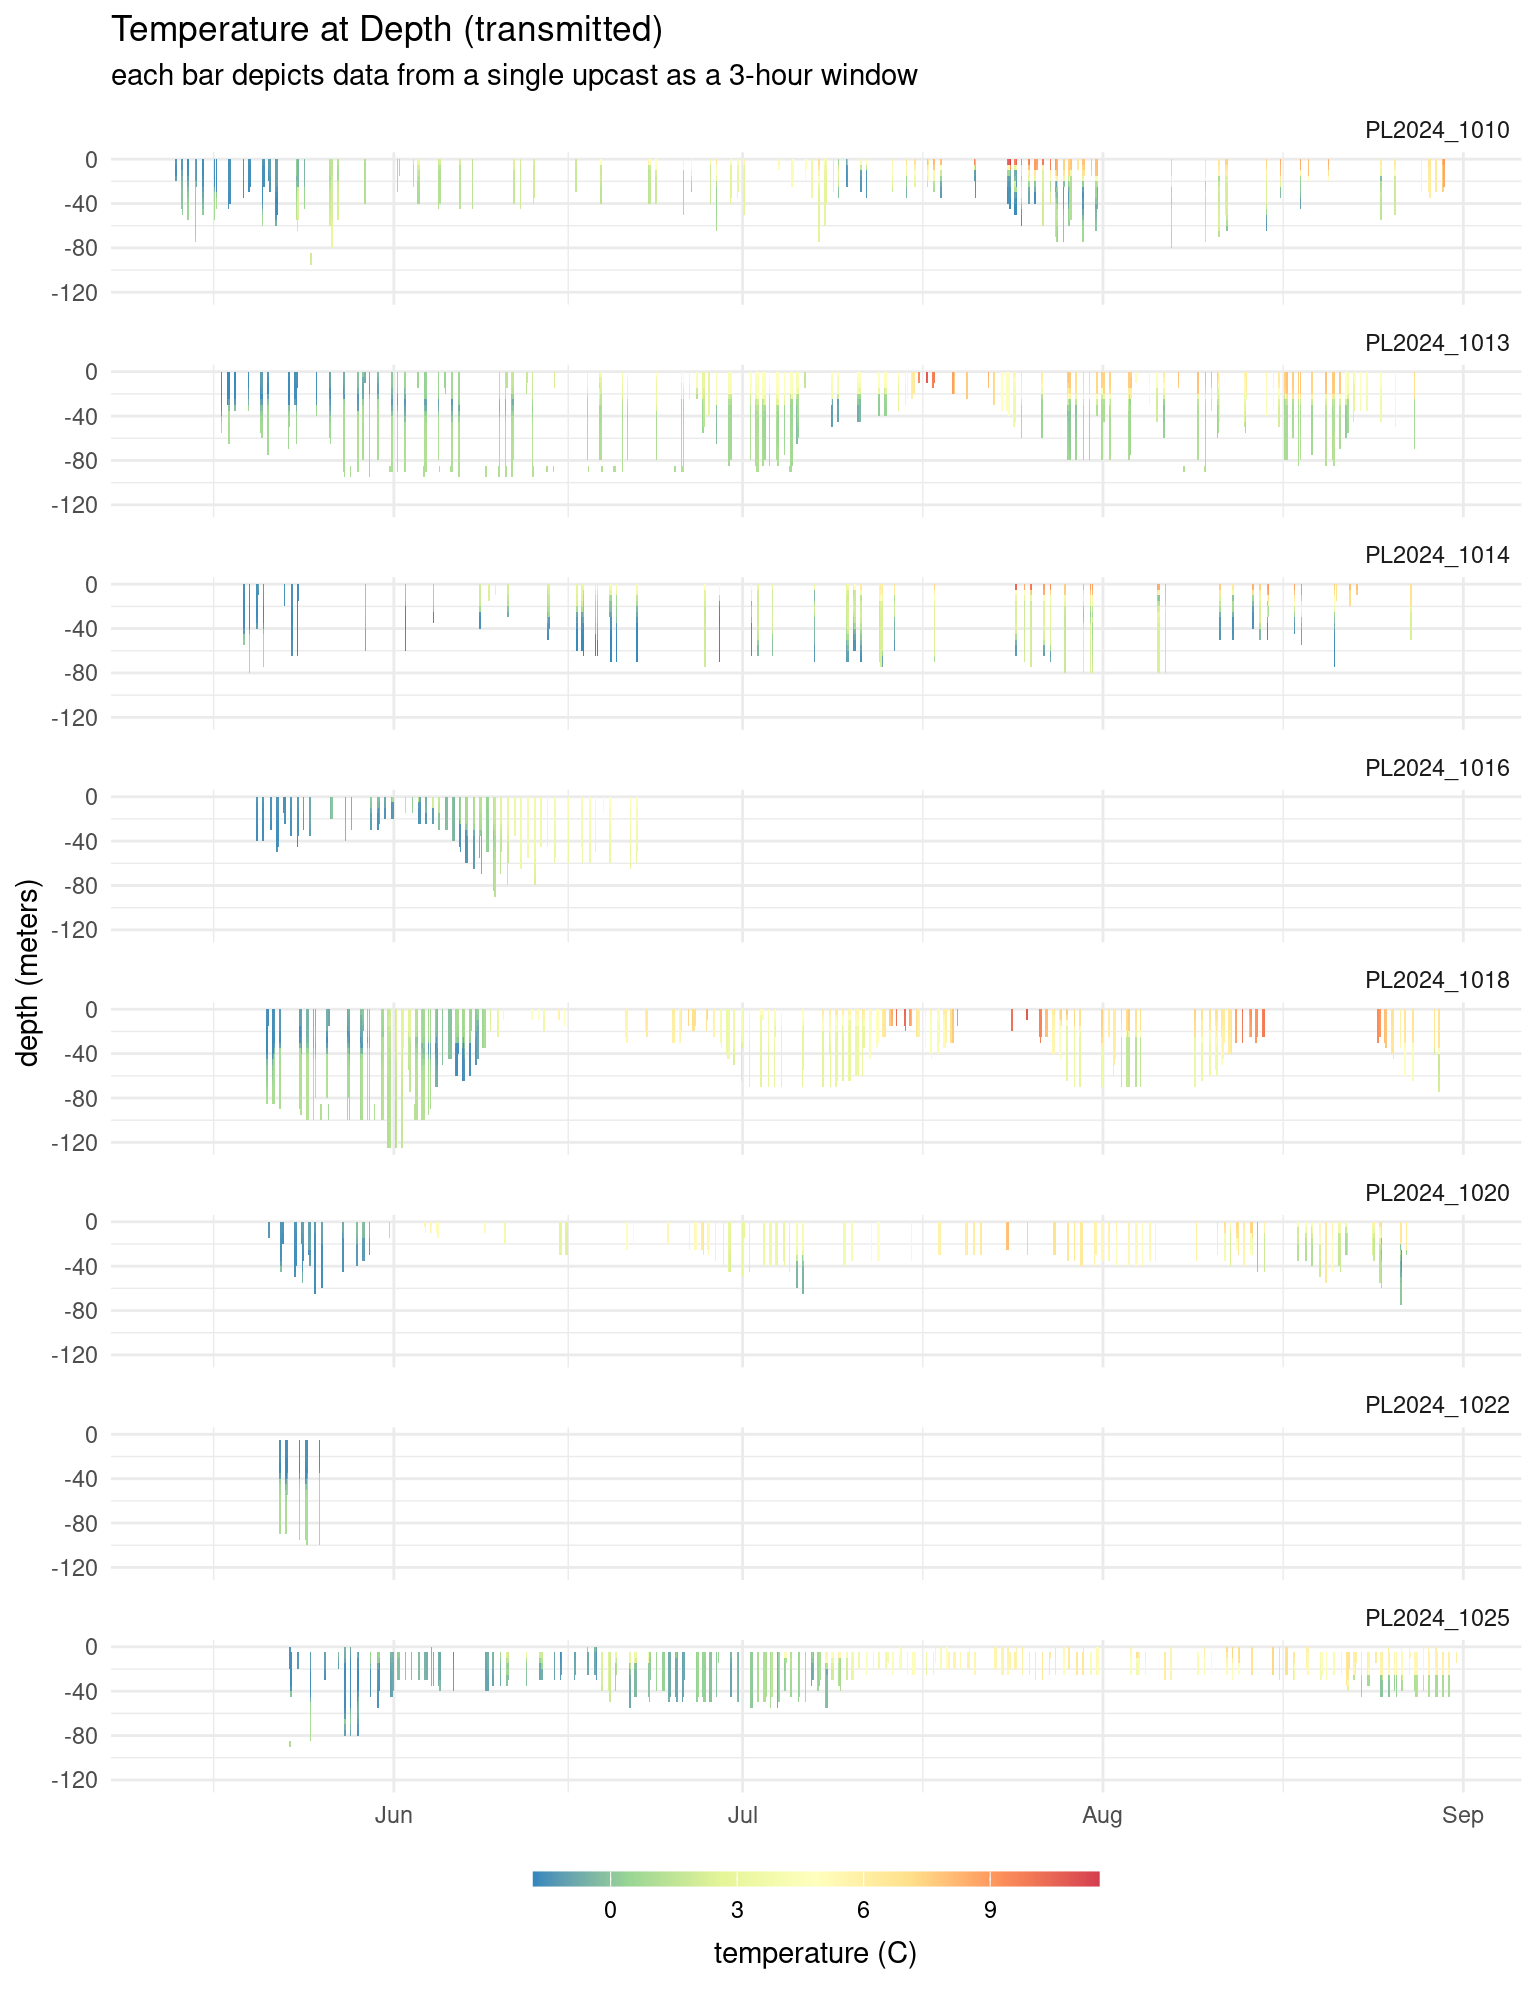 Temperature at Depth (transmitted)
each bar depicts data from a single upcast as a 3-hour window
PL2024_1010
0
-40
-80
-120
PL2024_1013
0
-40
-80
-120
PL2024_1014
0
-40
-80
-120
PL2024_1016
0
-40
-80
-120
depth (meters)
PL2024_1018
0
-40
-80
-120
PL2024_1020
0
-40
-80
-120
PL2024_1022
0
-40
-80
-120
PL2024_1025
0
-40
-80
-120
Jun Jul Aug Sep
0 3 6 9
temperature (C)